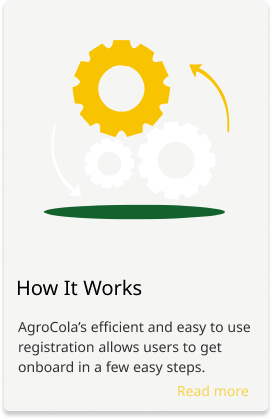 How It Works
AgroCola's efficient and easy to use
registration allows users to get
onboard in a few easy steps.
Read more